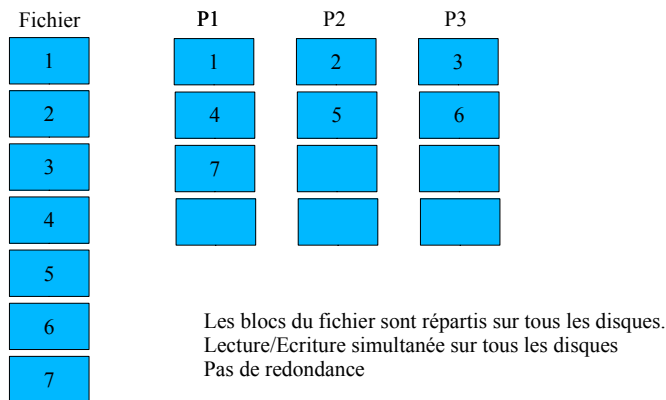 Fichier P1 P2 P3
1 1 2 3
2 4 5 6
3 7
4
5
6
7
Les blocs du fichier sont répartis sur tous les disques.
Lecture/Ecriture simultanée sur tous les disques
Pas de redondance